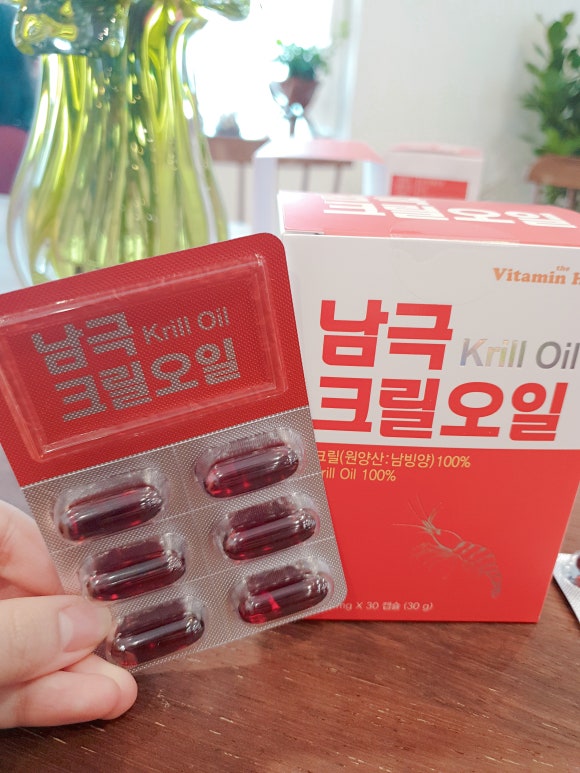 the
Vitamin H
남극 Krill Oil
크릴오일
크릴(원양산:남빙양)100%
rill Oil 100%
mg X 30 캡슐 (30 g)
남극 Krill Oil
크릴오일